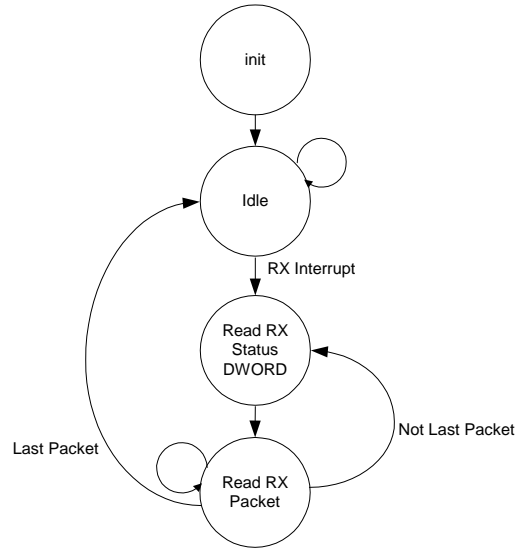 init
Idle
RX Interrupt
Read RX
Status
DWORD
Last Packet
Not Last Packet
Read RX
Packet